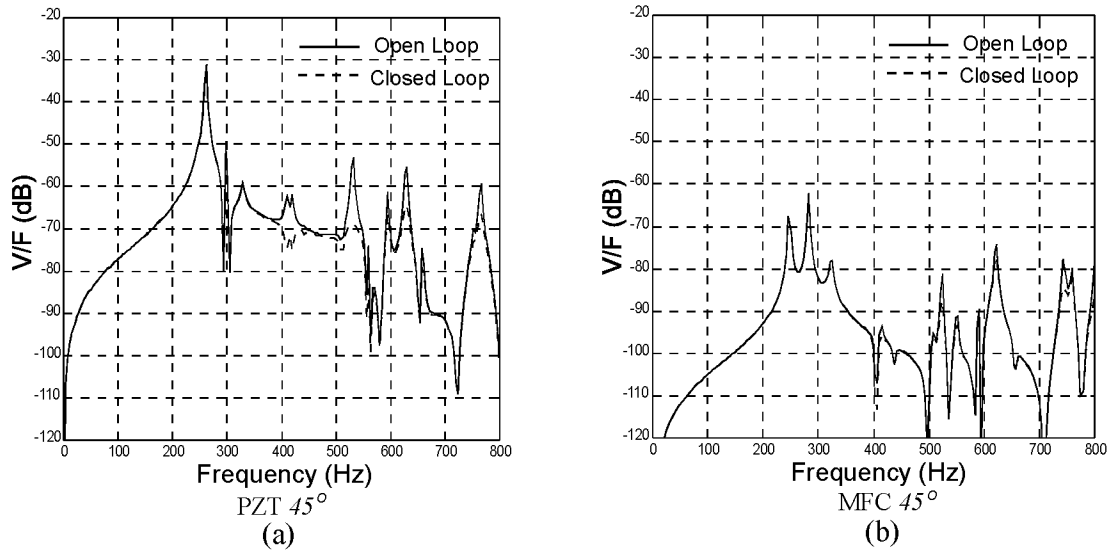 -20
-30
-40
-50
-60
-70
-80
-90
-100
-110
-120
V/F (dB)
Open Loop
Closed Loop
0 100 200 300 400 500 600 700 800
Frequency (Hz)
PZT 45°
(a)
-20
-30
-40
-50
-60
-70
-80
-90
-100
-110
-120
V/F (dB)
Open Loop
Closed Loop
0 100 200 300 400 500 600 700 800
Frequency (Hz)
MFC 45°
(b)